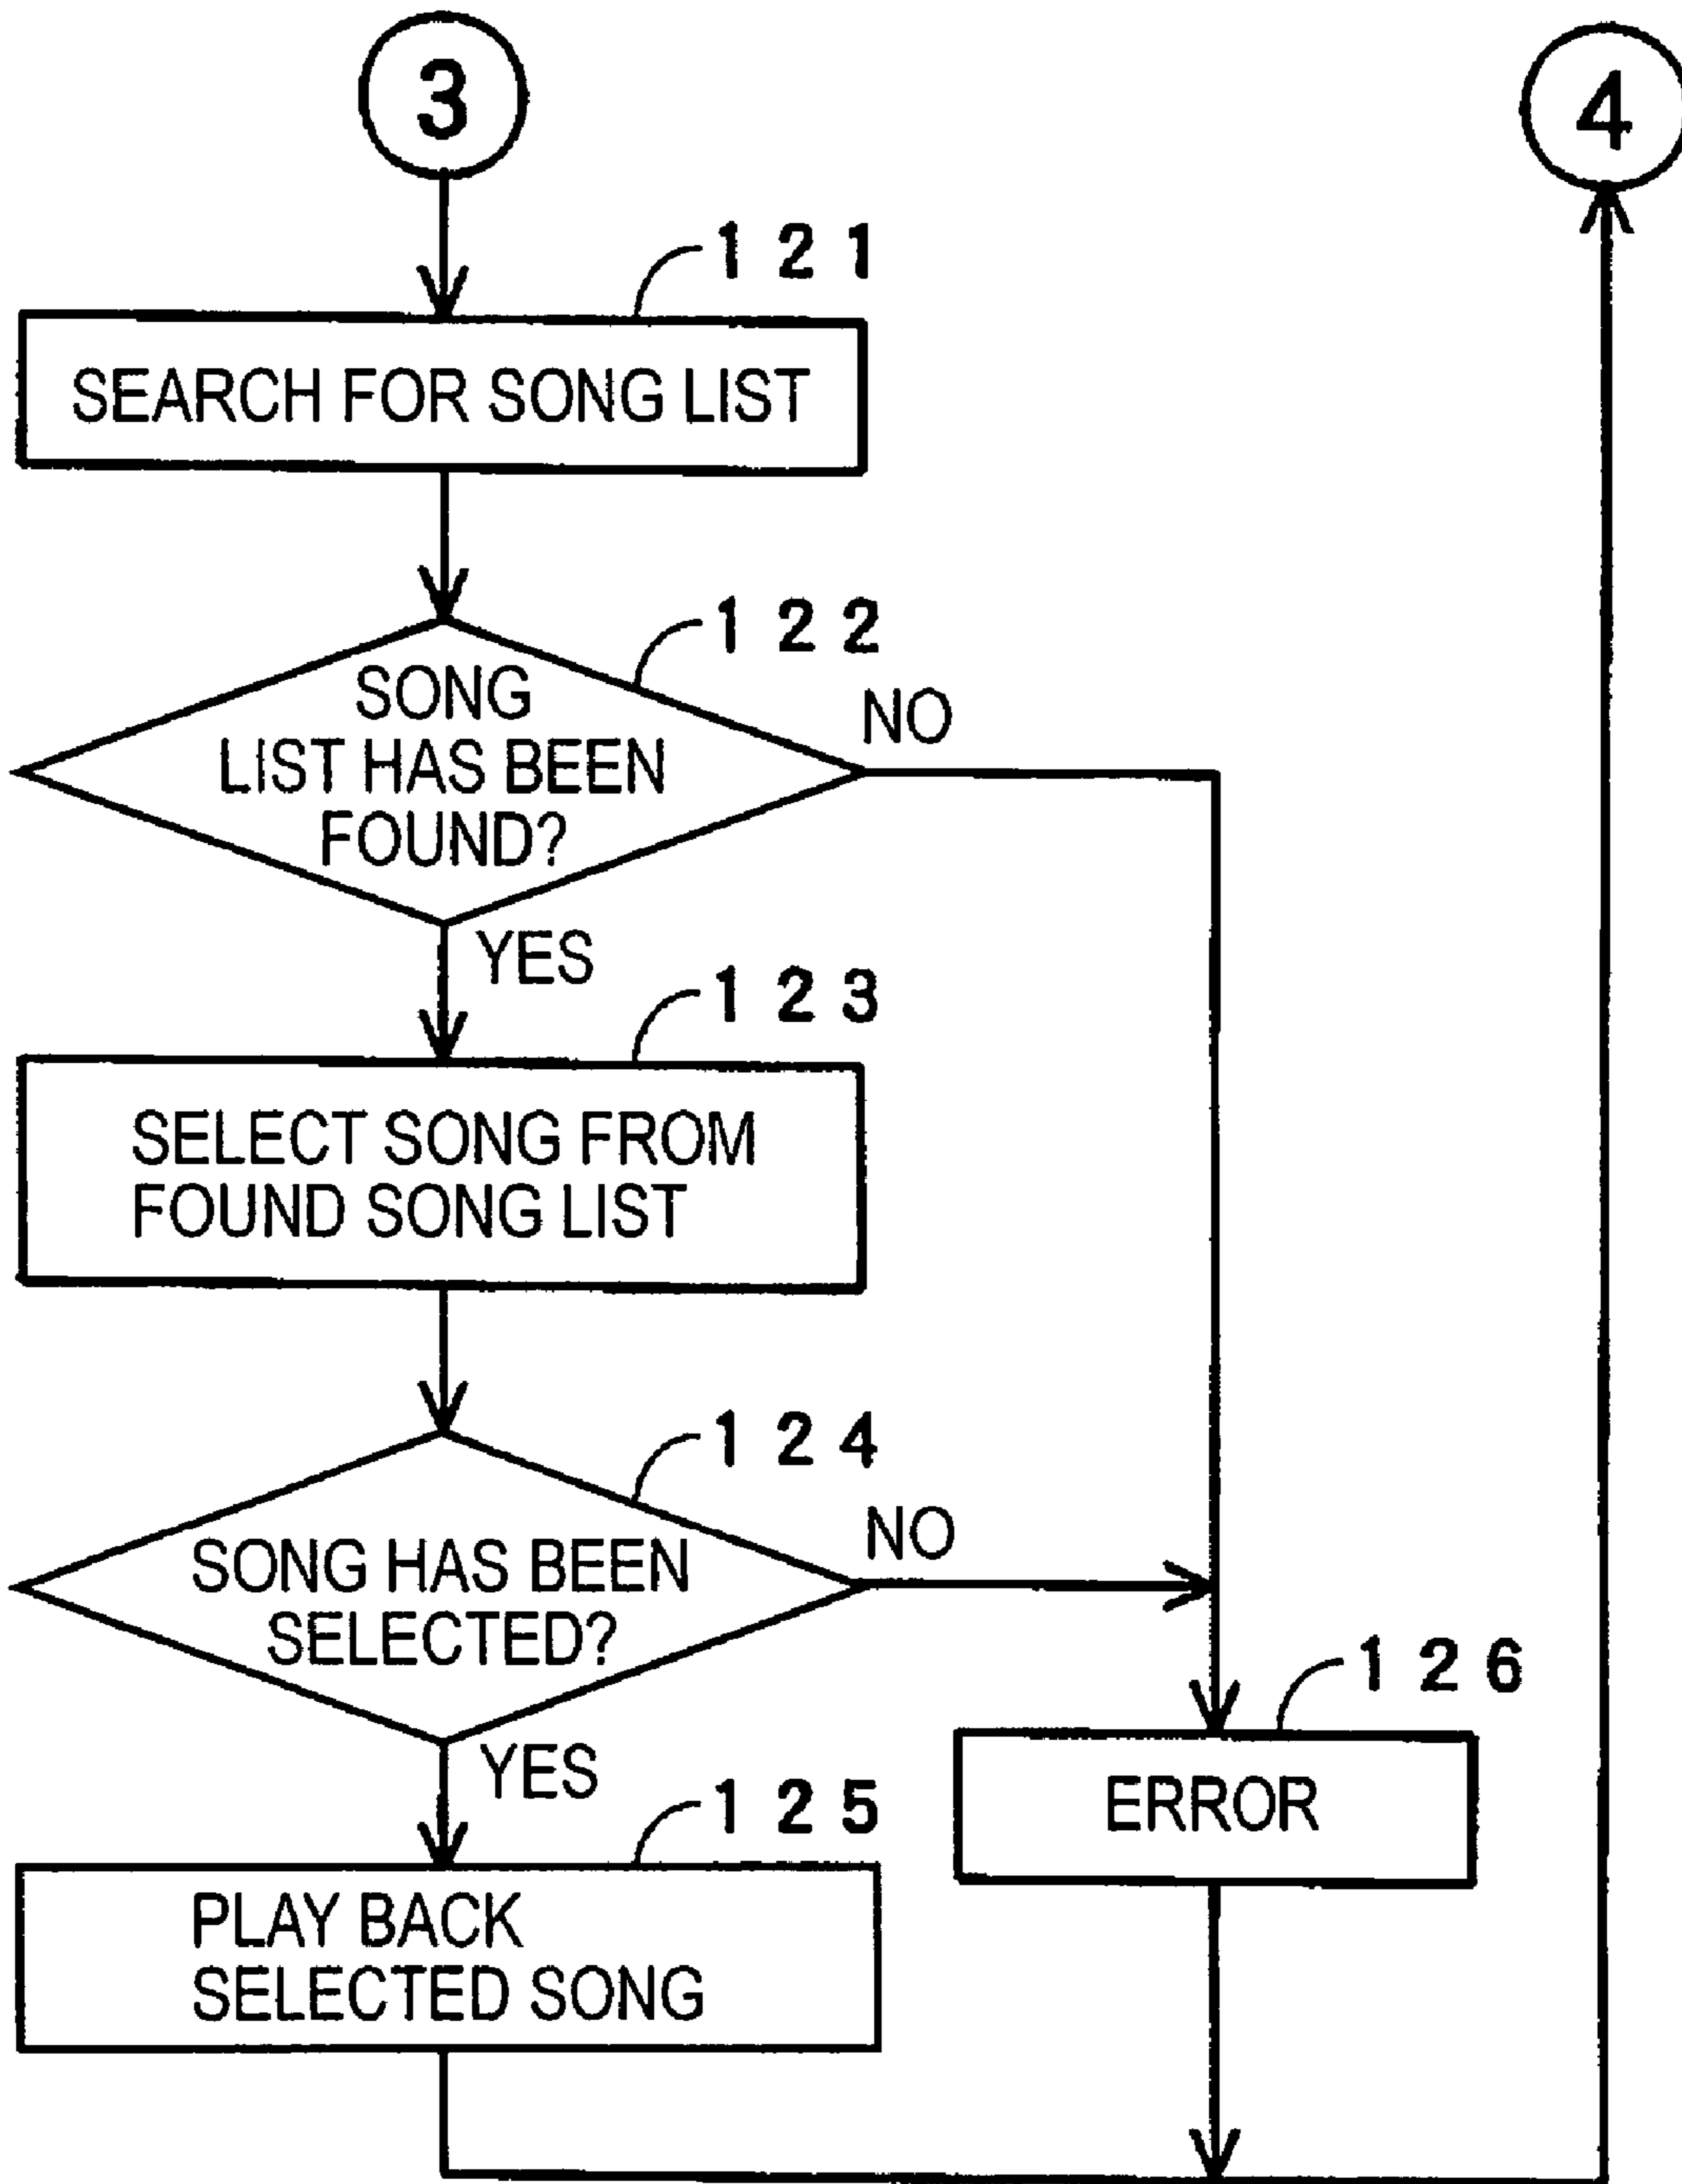 3
4
121
SEARCH FOR SONG LIST
122
SONG
LIST HAS BEEN
FOUND?
NO
YES
123
SELECT SONG FROM
FOUND SONG LIST
124
SONG HAS BEEN
SELECTED?
NO
YES
126
ERROR
125
PLAY BACK
SELECTED SONG